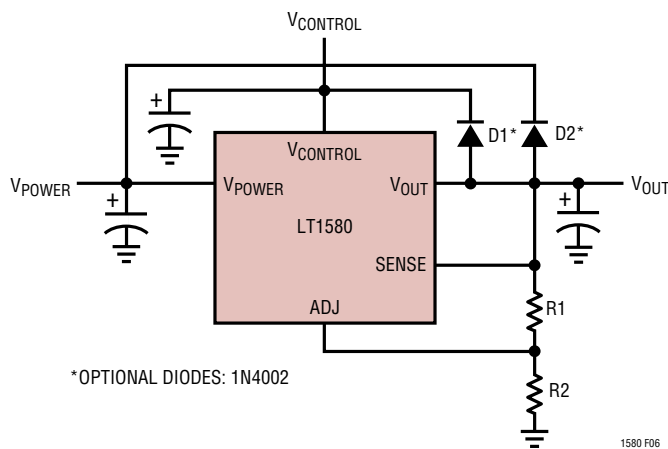 VCONTROL
+
D1*
D2*
VCONTROL
VPOWER
VPOWER
VOUT
VOUT
+
+
LT1580
SENSE
ADJ
R1
*OPTIONAL DIODES: 1N4002
R2
1580 F06